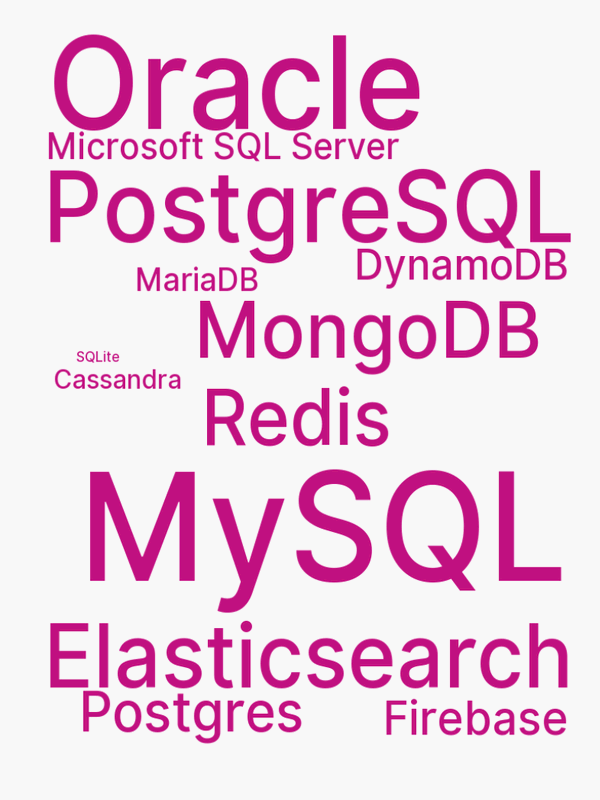 Oracle
Microsoft SQL Server
PostgreSQL
DynamoDB
MariaDB
MongoDB
SQLite
Cassandra
Redis
MySQL
Elasticsearch
Postgres
Firebase